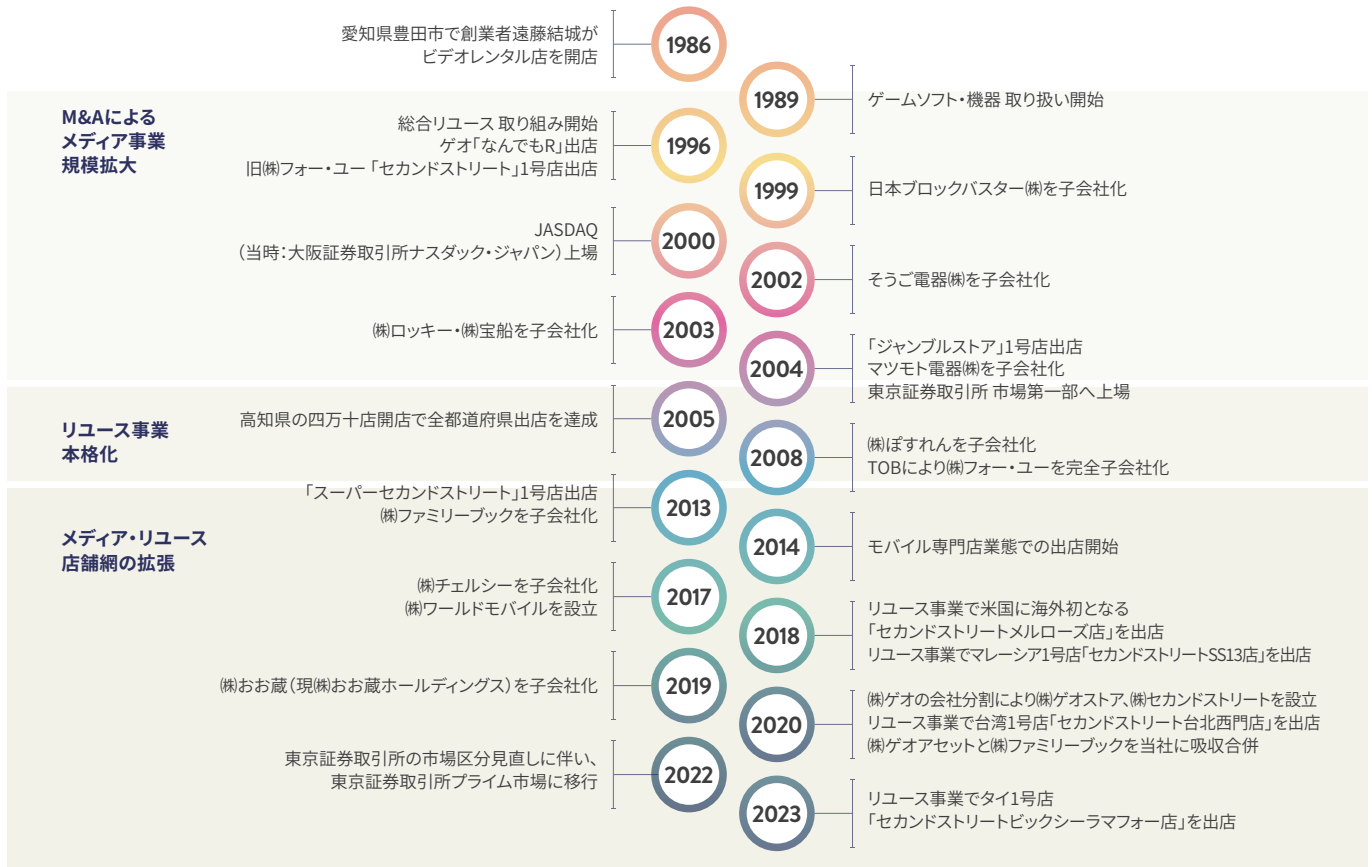 愛知県豊田市で創業者遠藤結城が
ビデオレンタル店を開店
1986
1989
ゲームソフト・機器 取り扱い開始
M&Aによる
メディア事業
規模拡大
総合リユース 取り組み開始
ゲオ「なんでもR」出店
旧㈱フォー・ユー 「セカンドストリート」1号店出店
1996
1999
日本ブロックバスター㈱を子会社化
JASDAQ
（当時：大阪証券取引所ナスダック・ジャパン）上場
2000
2002
そうご電器㈱を子会社化
㈱ロッキー・㈱宝船を子会社化
2003
2004
「ジャンブルストア」1号店出店
マツモト電器㈱を子会社化
東京証券取引所 市場第一部へ上場
リユース事業
本格化
高知県の四万十店開店で全都道府県出店を達成
2005
2008
㈱ぽすれんを子会社化
TOBにより㈱フォー・ユーを完全子会社化
メディア・リユース
店舗網の拡張
「スーパーセカンドストリート」1号店出店
㈱ファミリーブックを子会社化
2013
2014
モバイル専門店業態での出店開始
㈱チェルシーを子会社化
㈱ワールドモバイルを設立
2017
2018
リユース事業で米国に海外初となる
「セカンドストリートメルローズ店」を出店
リユース事業でマレーシア1号店「セカンドストリートSS13店」を出店
㈱おお蔵（現㈱おお蔵ホールディングス）を子会社化
2019
2020
㈱ゲオの会社分割により㈱ゲオストア、㈱セカンドストリートを設立
リユース事業で台湾1号店「セカンドストリート台北西門店」を出店
㈱ゲオアセットと㈱ファミリーブックを当社に吸収合併
東京証券取引所の市場区分見直しに伴い、
東京証券取引所プライム市場に移行
2022
2023
リユース事業でタイ1号店
「セカンドストリートビックシーラマフォー店」を出店